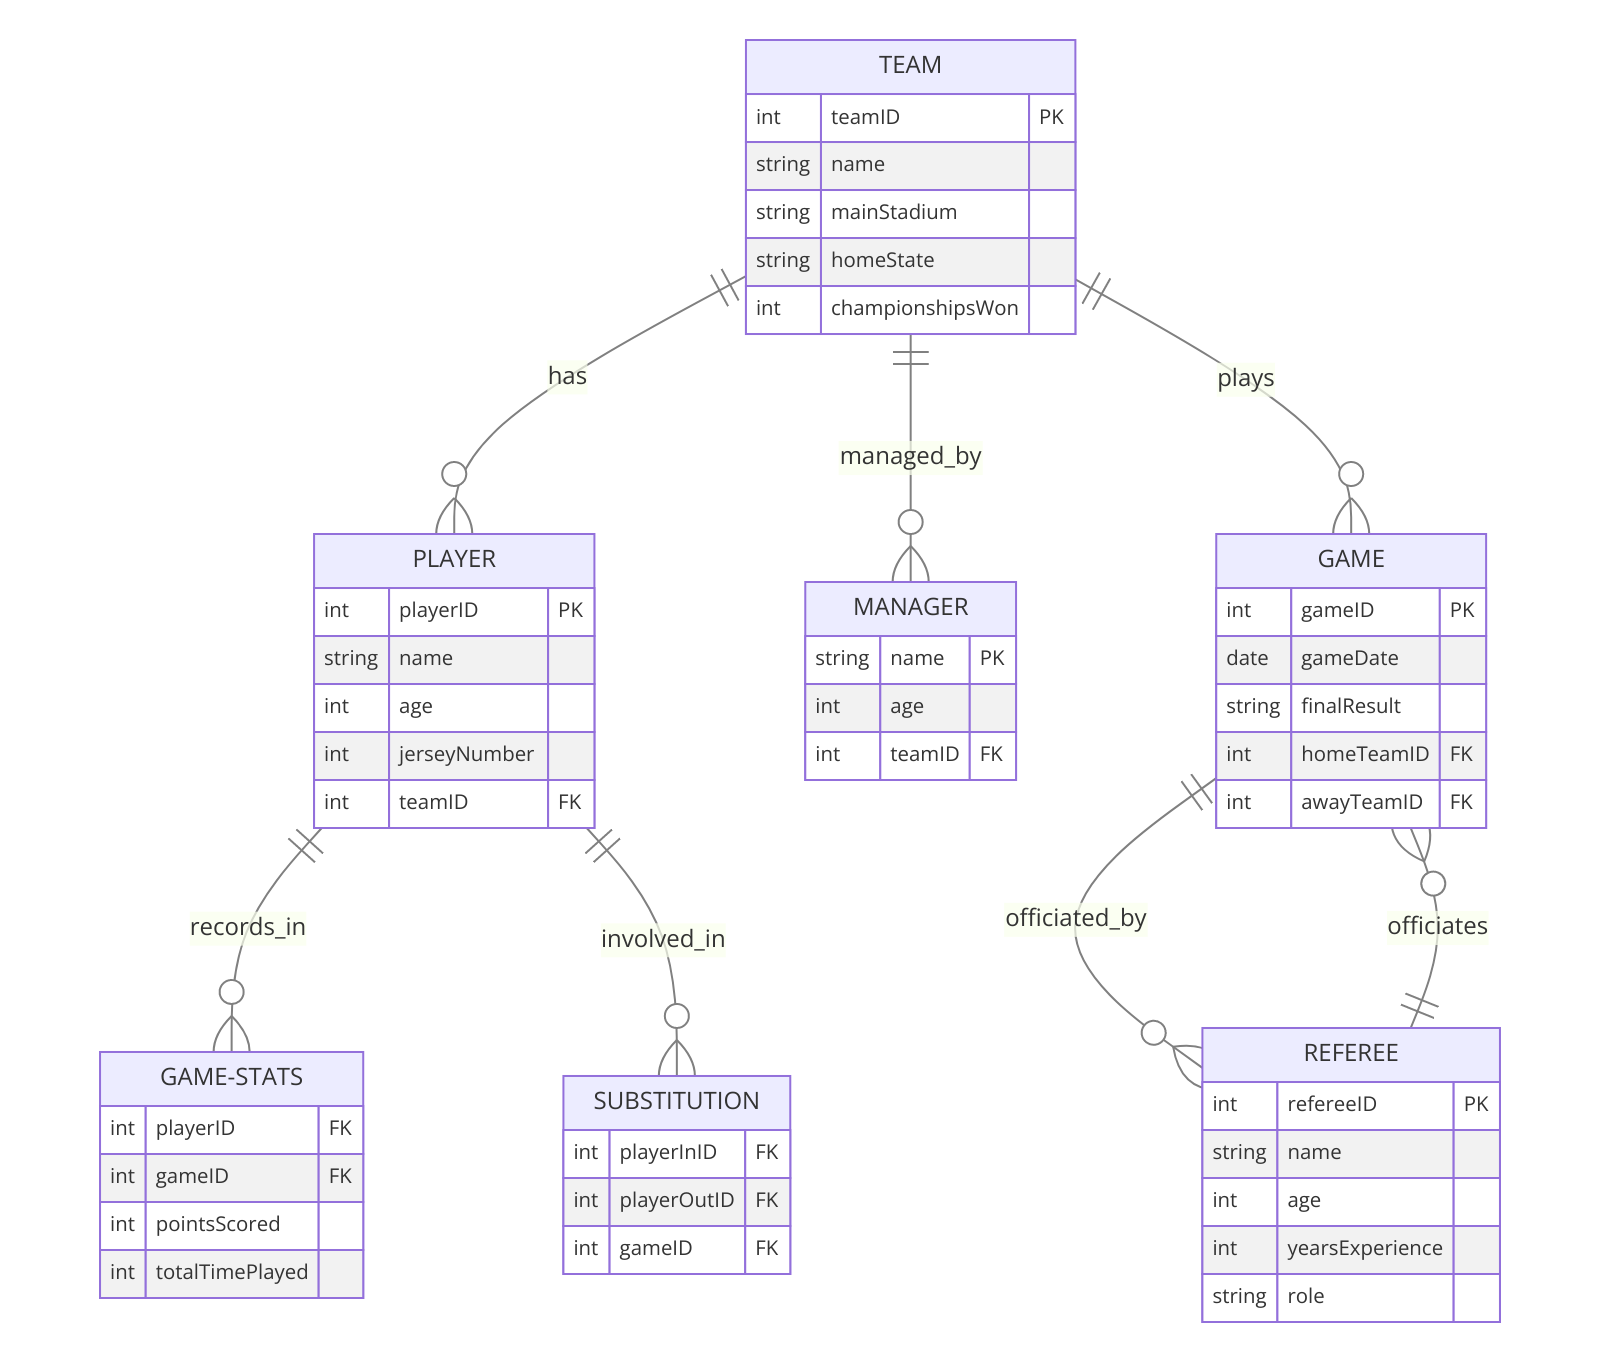 TEAM
int teamID PK
string name
string mainStadium
string homeState
int championshipsWon
has
managed_by
plays
PLAYER
int playerID PK
string name
int age
int jerseyNumber
int teamID FK
MANAGER
string name PK
int age
int teamID FK
GAME
int gameID PK
date gameDate
string finalResult
int homeTeamID FK
int awayTeamID FK
records_in
involved_in
officiated_by
officiates
GAME-STATS
int playerID FK
int gameID FK
int pointsScored
int totalTimePlayed
SUBSTITUTION
int playerInID FK
int playerOutID FK
int gameID FK
REFEREE
int refereeID PK
string name
int age
int yearsExperience
string role